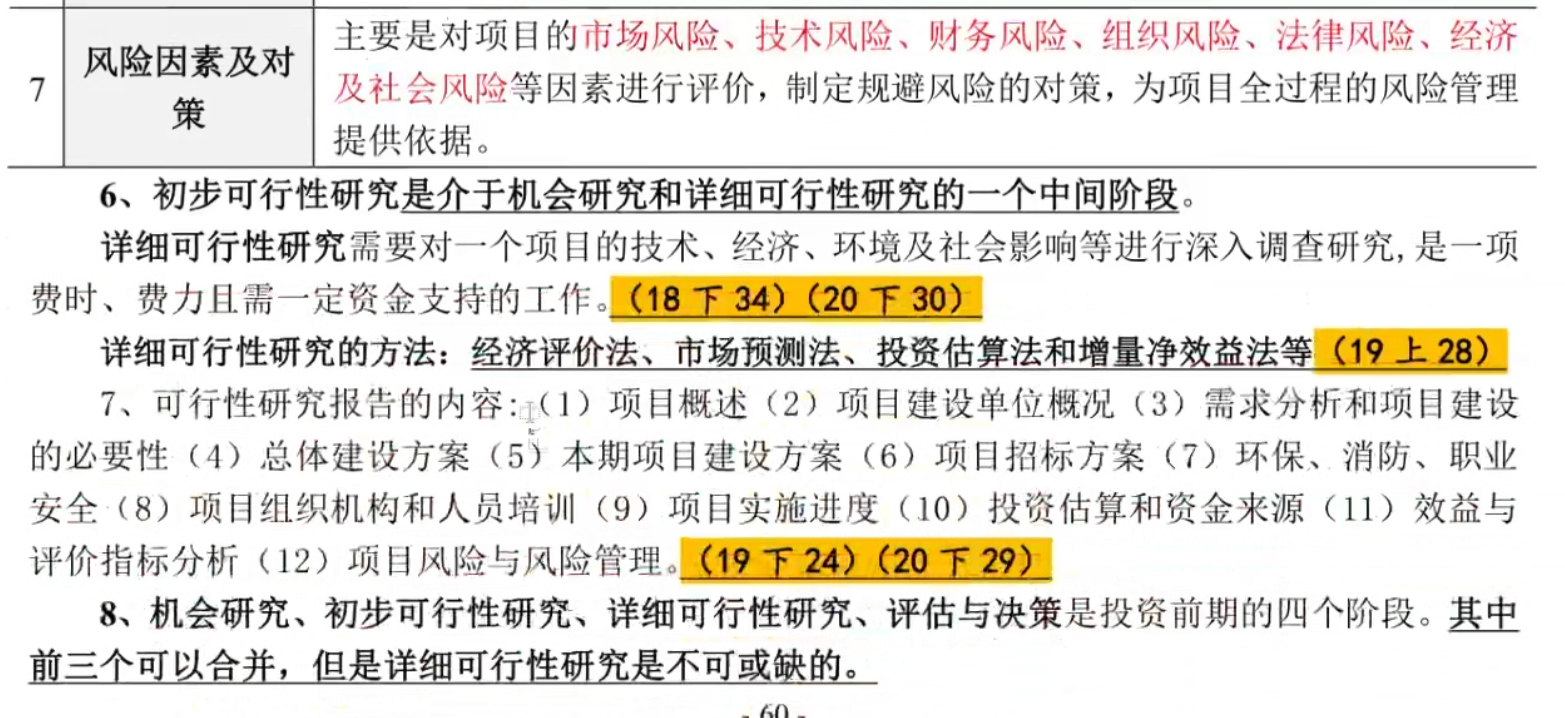 7
风险因素及对
策
主要是对项目的市场风险、技术风险、财务风险、组织风险、法律风险、经济
及社会风险等因素进行评价，制定规避风险的对策，为项目全过程的风险管理
提供依据。
6、初步可行性研究是介于机会研究和详细可行性研究的一个中间阶段。
详细可行性研究需要对一个项目的技术、经济、环境及社会影响等进行深入调查研究,是一项
费时、费力且需一定资金支持的工作。（18 下 34）（20 下 30）
详细可行性研究的方法：经济评价法、市场预测法、投资估算法和增量净效益法等（19 上 28）
7、可行性研究报告的内容:（1）项目概述（2）项目建设单位概况（3）需求分析和项目建设
的必要性（4）总体建设方案（5）本期项目建设方案（6）项目招标方案（7）环保、消防、职业
安全（8）项目组织机构和人员培训（9）项目实施进度（10）投资估算和资金来源（11）效益与
评价指标分析（12）项目风险与风险管理。（19 下 24）（20 下 29）
8、机会研究、初步可行性研究、详细可行性研究、评估与决策是投资前期的四个阶段。其中
前三个可以合并，但是详细可行性研究是不可或缺的。
- 60 -